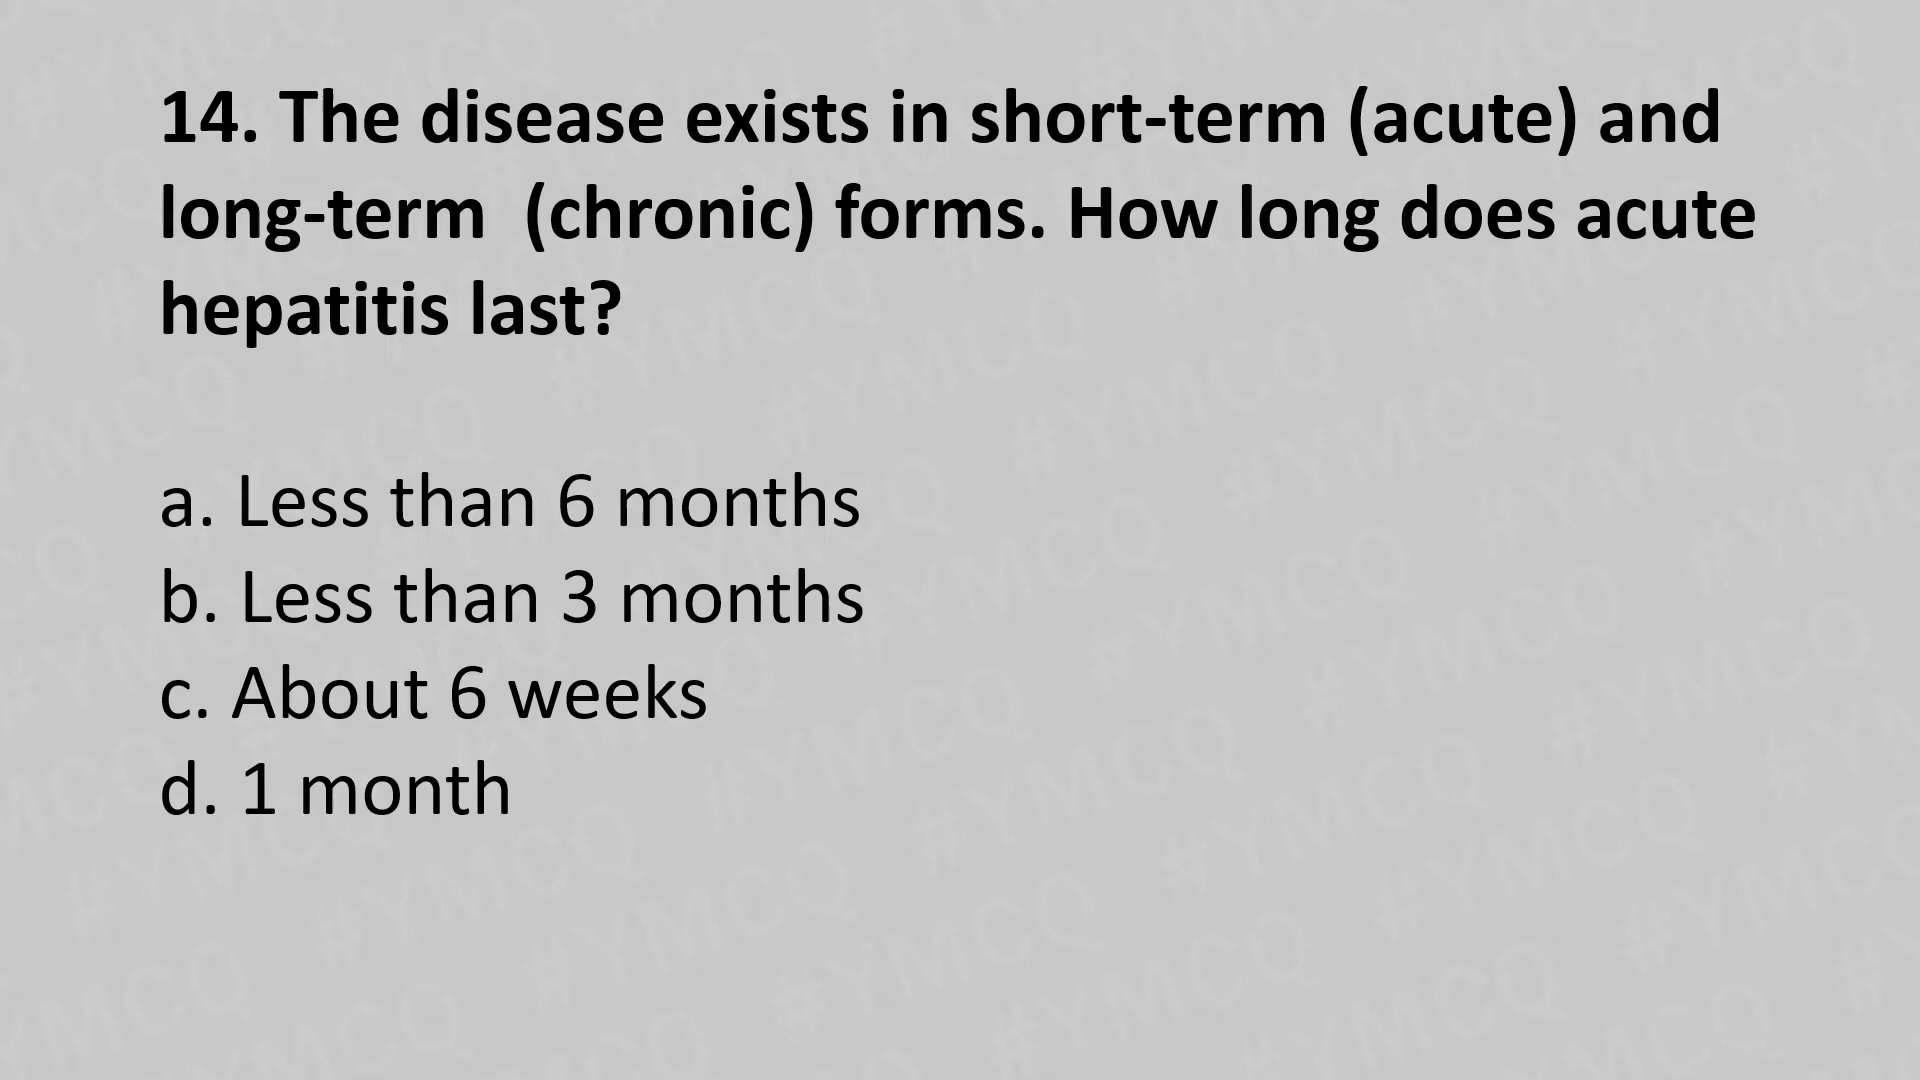 14. The disease exists in short-term (acute) and
long-term  (chronic) forms. How long does acute
hepatitis last?
a. Less than 6 months
b. Less than 3 months
c. About 6 weeks
d. 1 month
#YMCQ